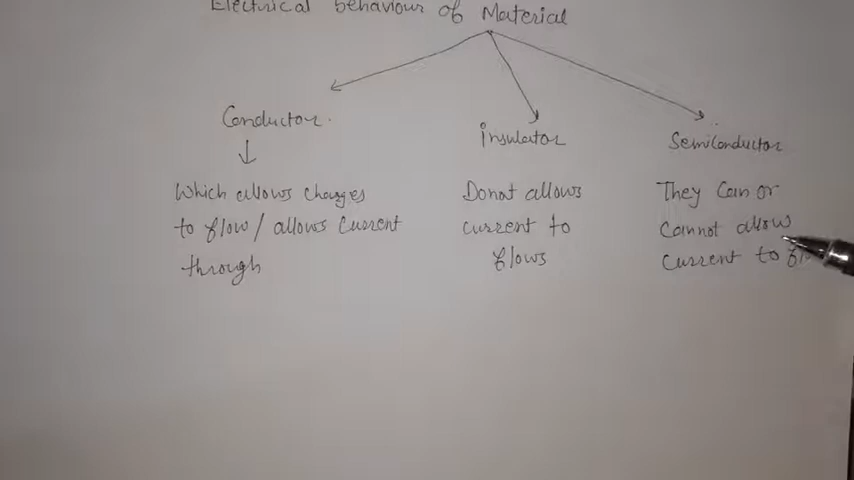 Electrical behaviour of Material
Conductor.
Which allows charges
to flow / allows current
through
insulator
Donot allows
current to
flows
Semiconductor
They Can or
Cannot allow
Current to